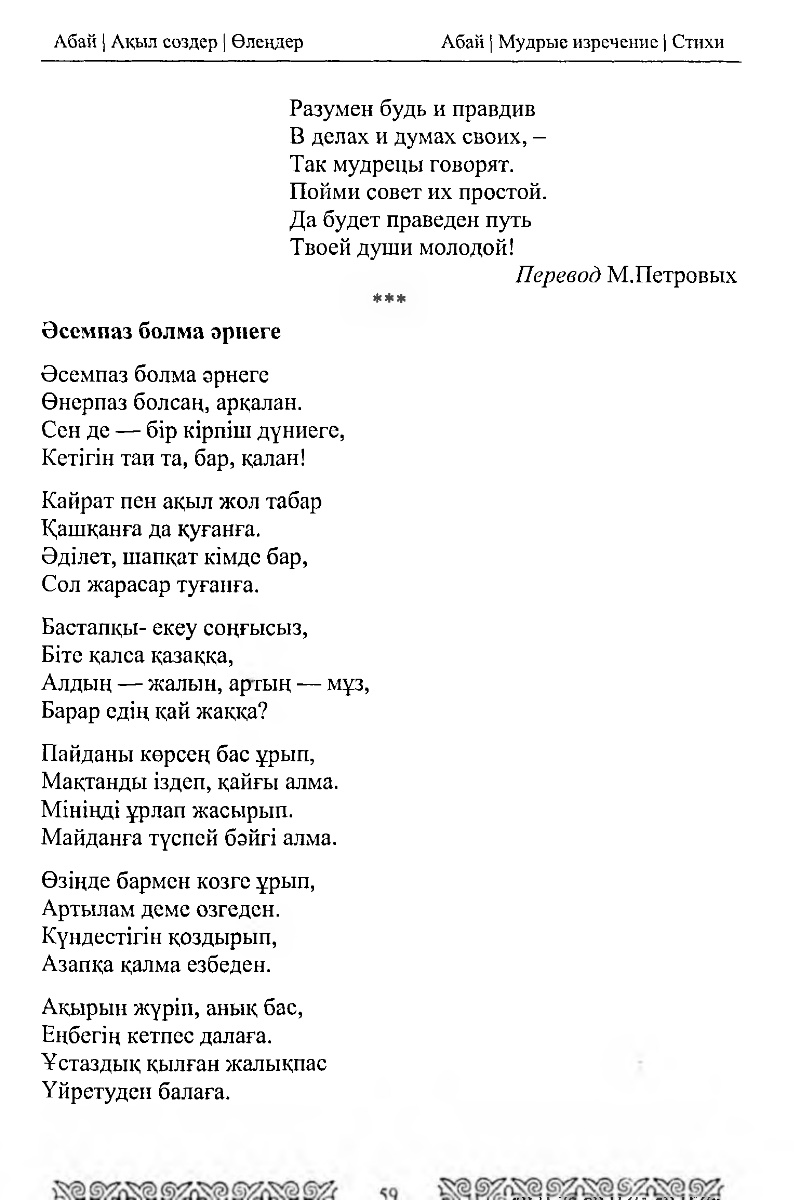 Абай | Ақыл создер | Өлеңдер Абай | Мудрые изречение | Стихи
Разумен будь и правдив
В делах и думах своих, –
Так мудрецы говорят.
Пойми совет их простой.
Да будет праведен путь
Твоей души молодой!
Перевод М.Петровых
***
Әсемпаз болма әрнеге
Әсемпаз болма әрнеге
Өнерпаз болсаң, арқалан.
Сен де — бір кірпіш дүниеге,
Кетігін тап та, бар, қалан!
Кайрат пен ақыл жол табар
Қашқанға да қуғанға.
Әділет, шапқат кімде бар,
Сол жарасар туғанға.
Бастапқы- екеу соңғысыз,
Біте қалса қазаққа,
Алдың — жалын, артың — мұз,
Барар едің қай жаққа?
Пайданы көрсең бас ұрып,
Мақтанды іздеп, қайғы алма.
Мініңді ұрлап жасырып.
Майданға түспей бәйгі алма.
Өзіңде бармен козге ұрып,
Артылам деме озгеден.
Күндестігін қоздырып,
Азапқа қалма езбеден.
Ақырын жүріп, анық бас,
Еңбегің кетпес далаға.
Ұстаздық қылған жалықпас
Үйретуден балаға.
59